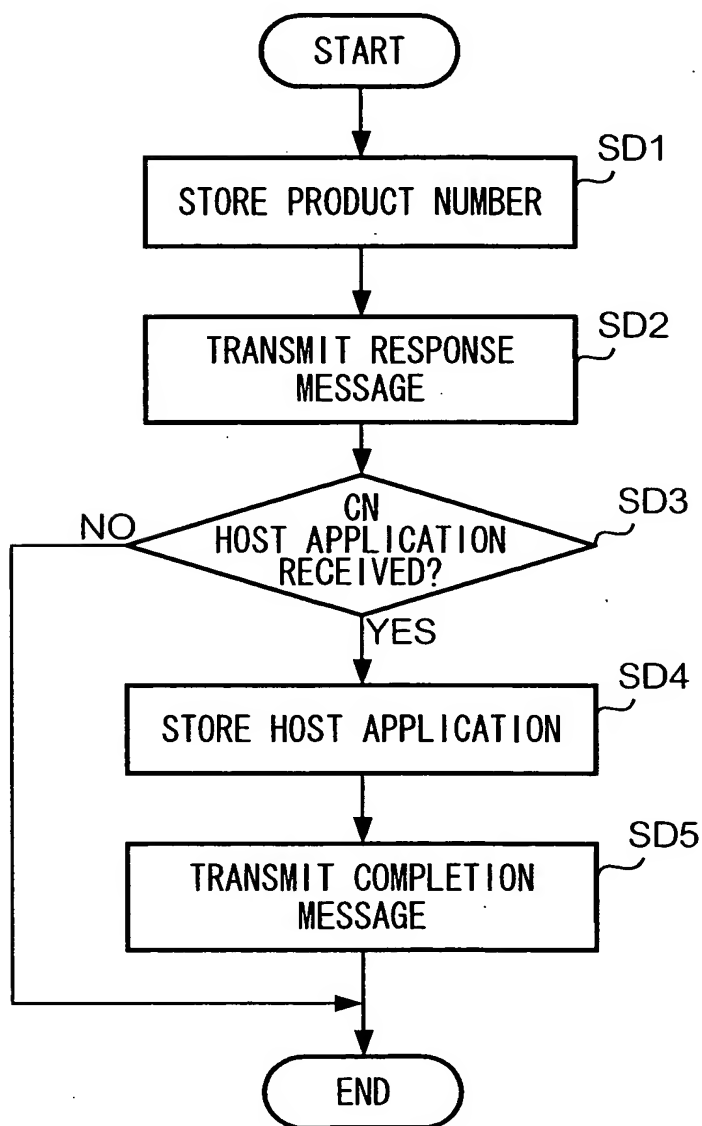 START
SD1
STORE PRODUCT NUMBER
SD2
TRANSMIT RESPONSE
MESSAGE
CN
HOST APPLICATION
RECEIVED?
SD3
NO
YES
SD4
STORE HOST APPLICATION
SD5
TRANSMIT COMPLETION
MESSAGE
END